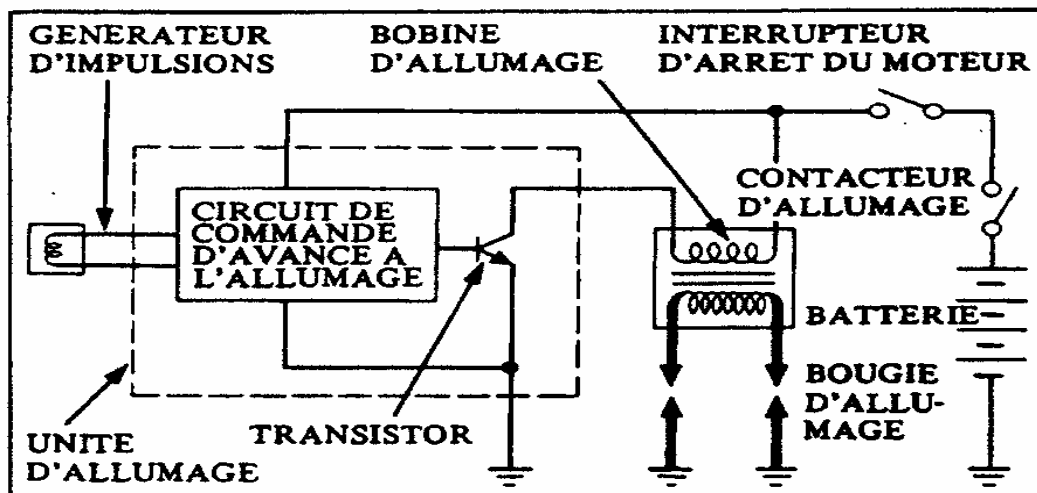 GENERATEUR
D'IMPULSIONS
BOBINE
D'ALLUMAGE
INTERRUPTEUR
D'ARRET DU MOTEUR
CONTACTEUR
D'ALLUMAGE
CIRCUIT DE
COMMANDE
D'AVANCE A
L'ALLUMAGE
BATTERIE
BOUGIE
D'ALLU-
MAGE
TRANSISTOR
UNITE
D'ALLUMAGE